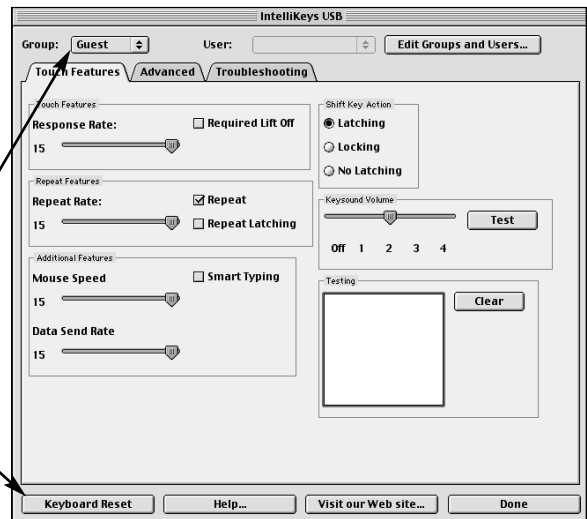 IntelliKeys USB
Group: Guest User: Edit Groups and Users...
Touch Features Advanced Troubleshooting
Touch Features
Response Rate: Required Lift Off
15
Shift Key Action
Latching
Locking
No Latching
Repeat Features
Repeat Rate: Repeat
15 Repeat Latching
Keysound Volume
Test
Off 1 2 3 4
Additional Features
Mouse Speed Smart Typing
15
Data Send Rate
15
Testing
Clear
Keyboard Reset Help... Visit our Web site... Done